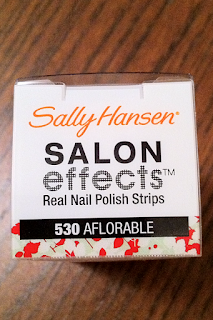 Sally Hansen®
SALON
effects™
Real Nail Polish Strips
530 AFLORABLE